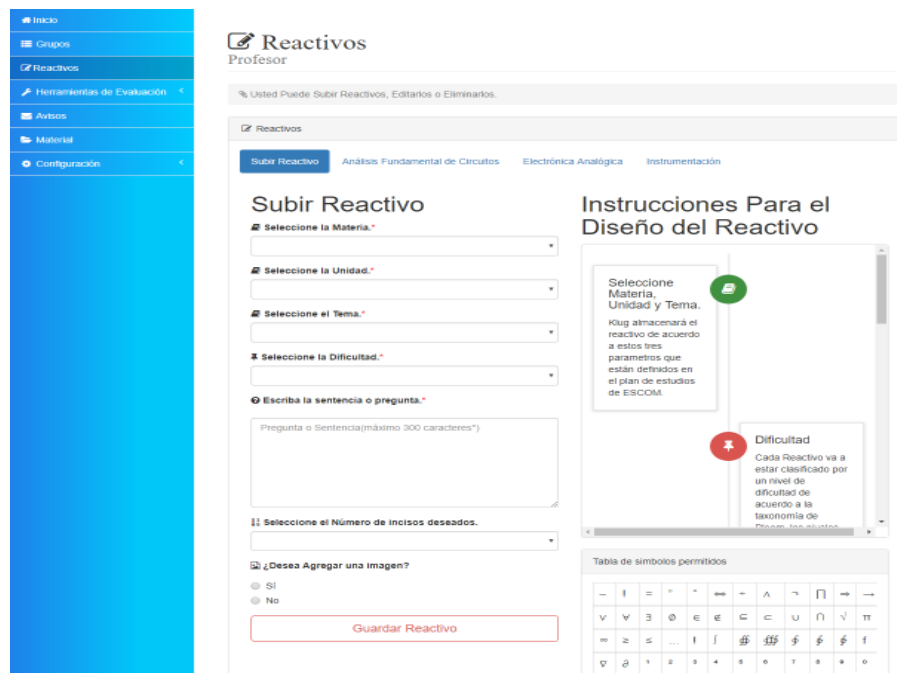 Inicio
Grupos
Reactivos
Herramientas de Evaluación
Avisos
Material
Configuración
Reactivos
Profesor
Usted Puede Subir Reactivos, Editarlos o Eliminarlos.
Reactivos
Subir Reactivo
Análisis Fundamental de Circuitos
Electrónica Analógica
Instrumentación
Subir Reactivo
Seleccione la Materia.*
Seleccione la Unidad.*
Seleccione el Tema.*
Seleccione la Dificultad.*
Escriba la sentencia o pregunta.*
Pregunta o Sentencia(máximo 300 caracteres*)
Seleccione el Número de incisos deseados.
¿Desea Agregar una imagen?
SI
No
Guardar Reactivo
Instrucciones Para el
Diseño del Reactivo
Seleccione
Materia,
Unidad y Tema.
Klug almacenará el
reactivo de acuerdo
a estos tres
parametros que
están definidos en
el plan de estudios
de ESCOM.
Dificultad
Cada Reactivo va a
estar clasificado por
un nivel de
dificultad de
acuerdo a la
taxonomía de
Tabla de simbolos permitidos
∨ ∀ ∃ ∅ ∈ ∉ ⊆ ⊂ ∪ ∩ √ π
∞ ≥ ≤ …